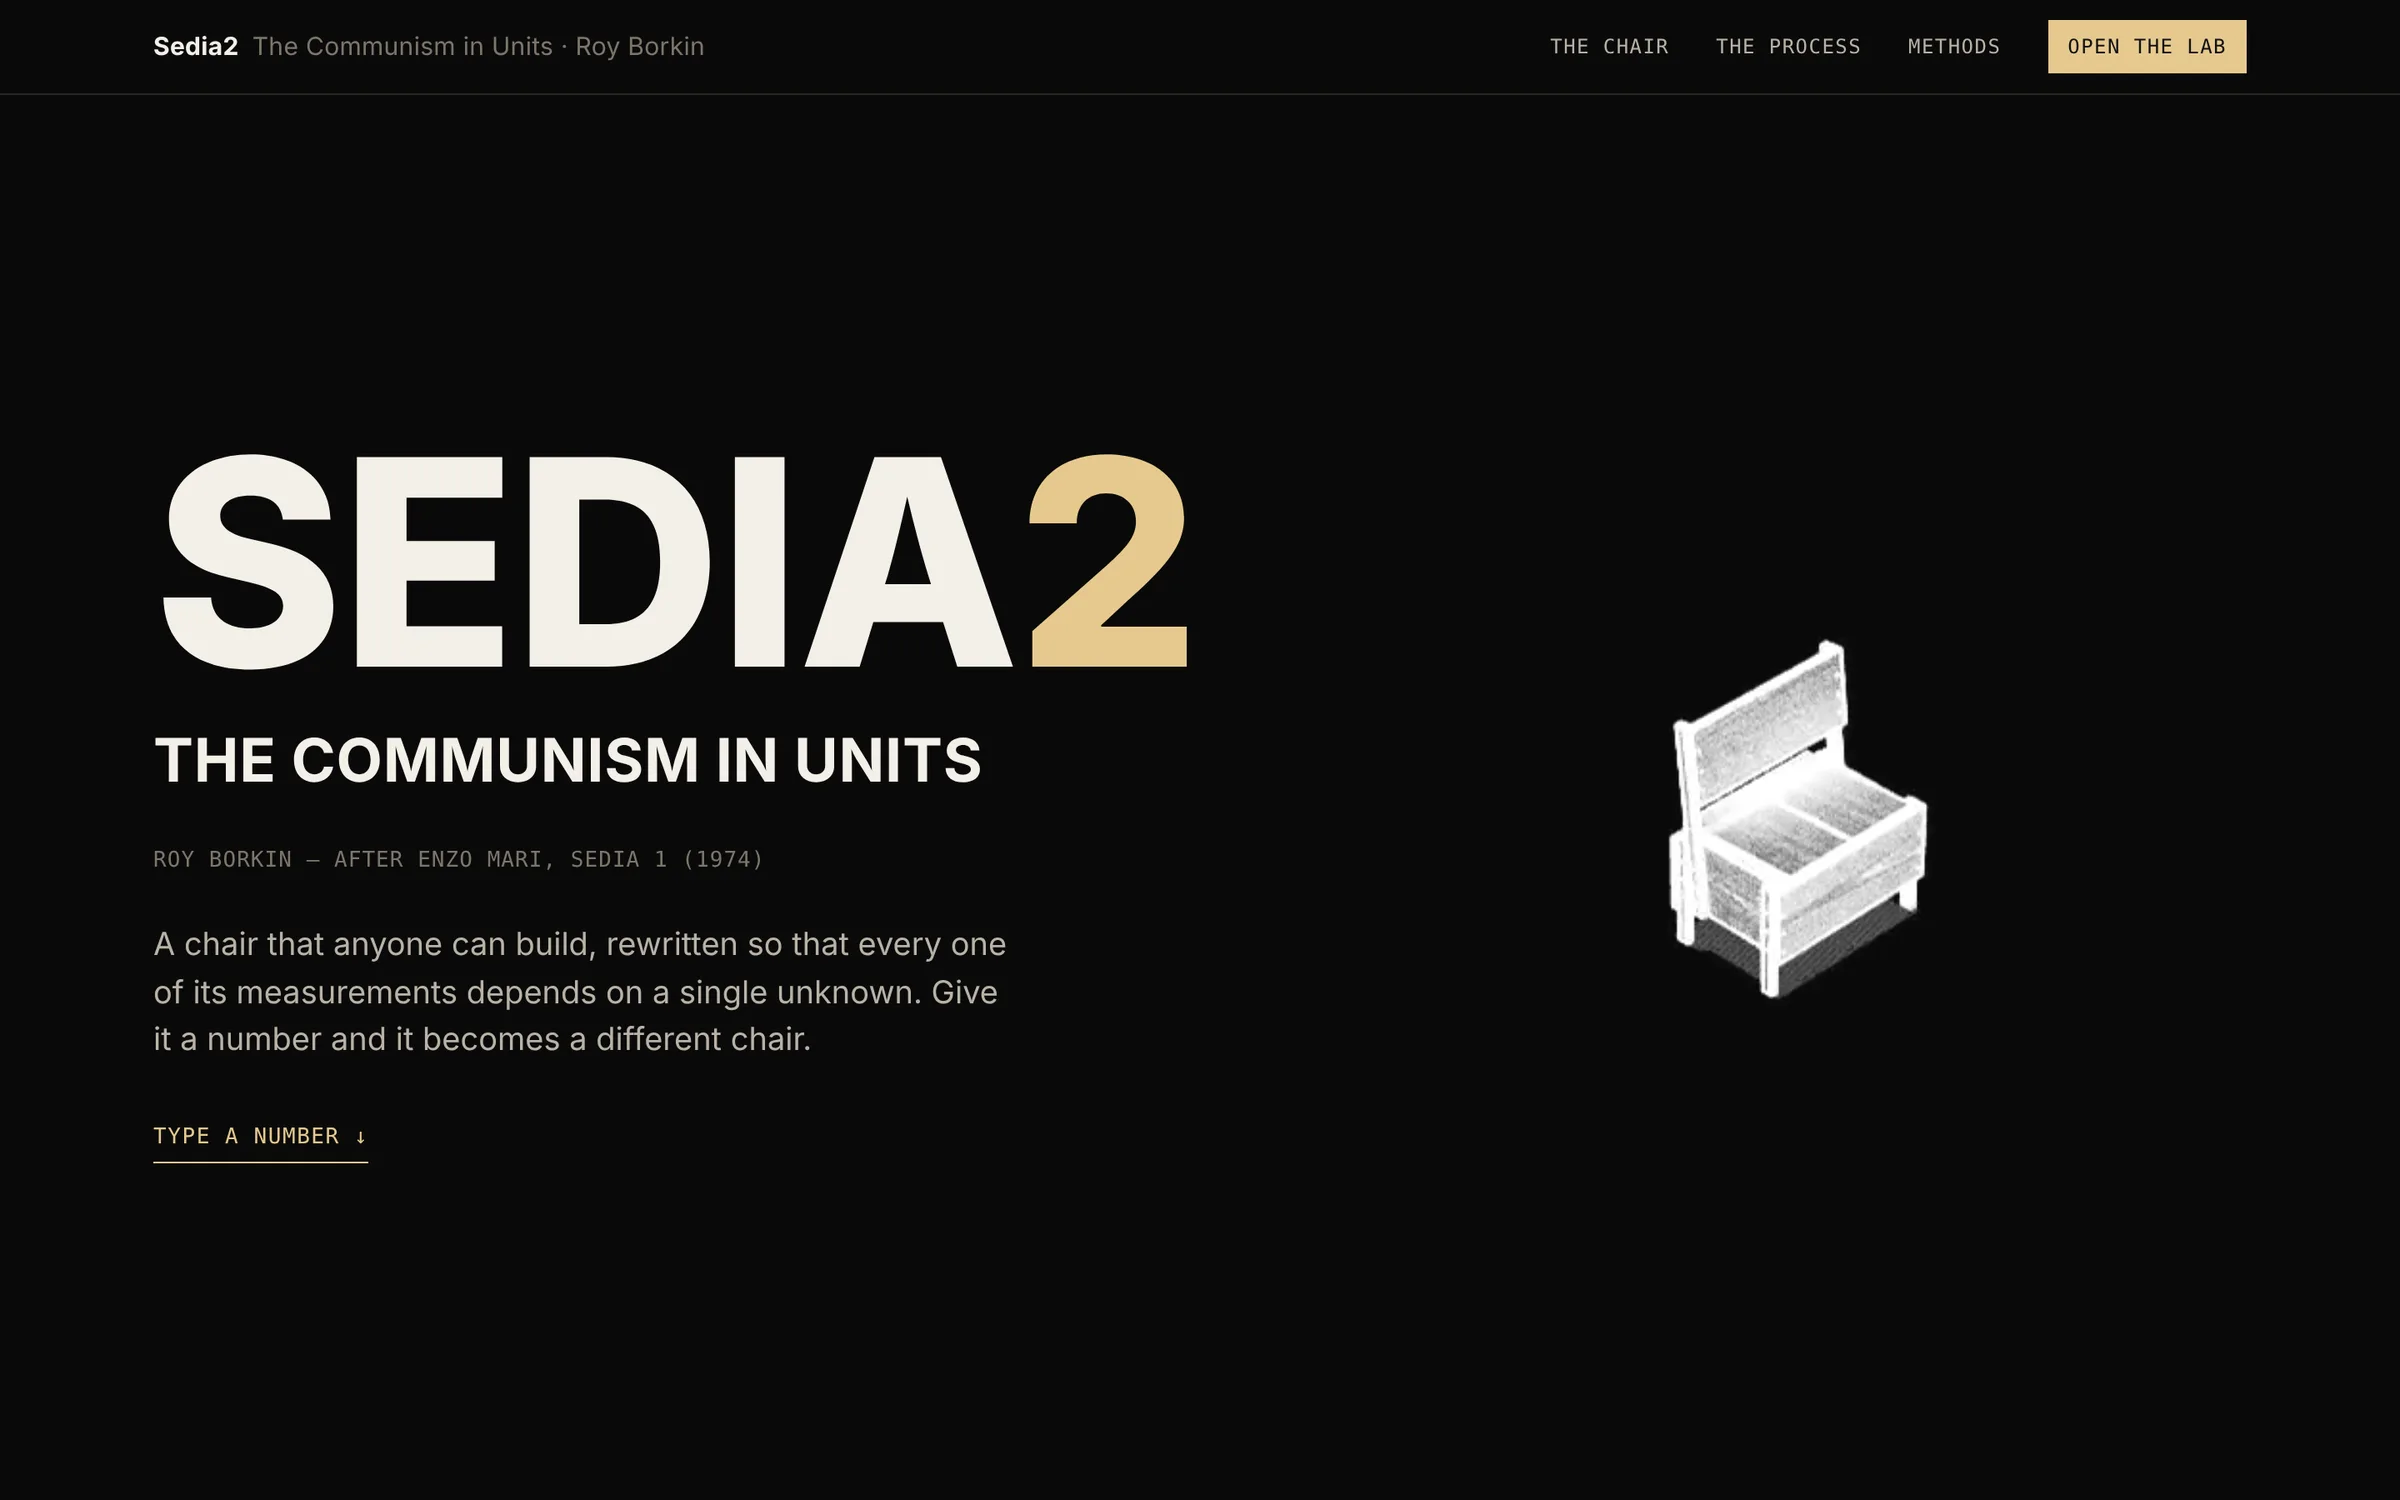 Sedia2 The Communism in Units · Roy Borkin
THE CHAIR THE PROCESS METHODS OPEN THE LAB
SEDIA2
THE COMMUNISM IN UNITS
ROY BORKIN — AFTER ENZO MARI, SEDIA 1 (1974)
A chair that anyone can build, rewritten so that every one
of its measurements depends on a single unknown. Give
it a number and it becomes a different chair.
TYPE A NUMBER ↓